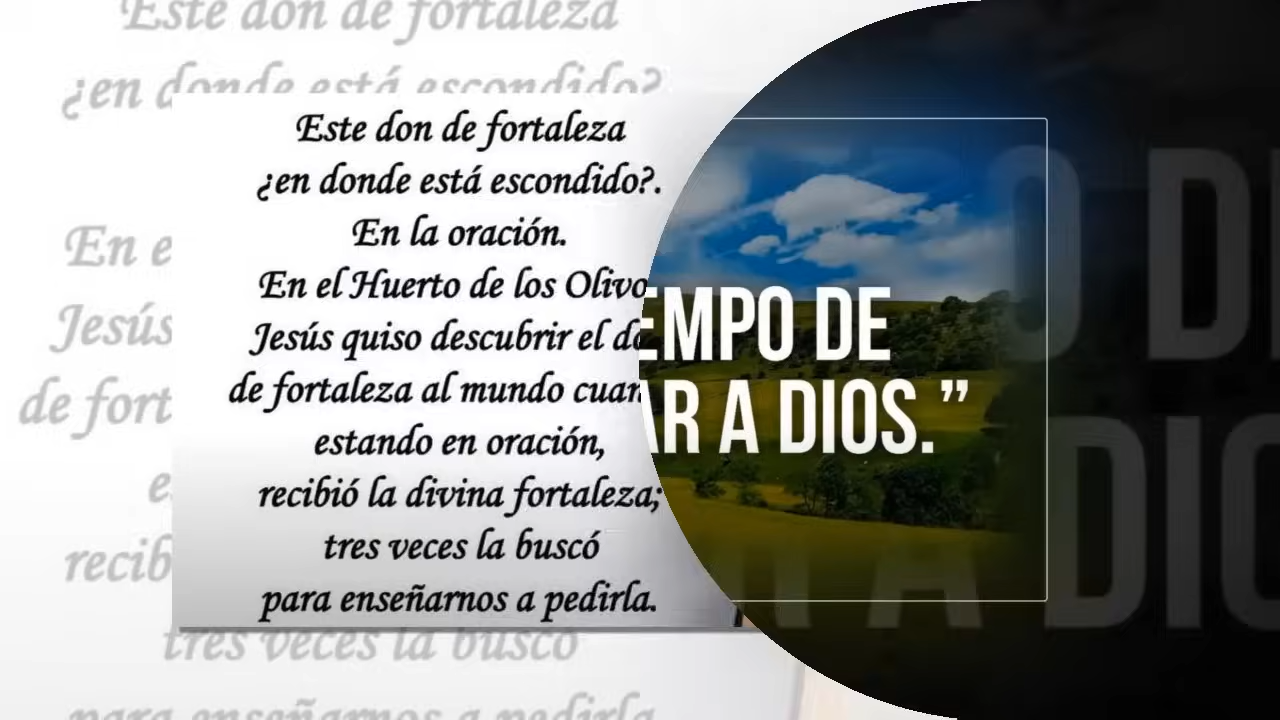 Este don de fortaleza
¿en donde está escondido?.
En la oración.
En el Huerto de los Olivo
Jesús quiso descubrir el
de fortaleza al mundo
estando en oración,
recibió la divina fortaleza;
tres veces la buscó
para enseñarnos a pedirla.
EMPO DE
AR A DIOS.”